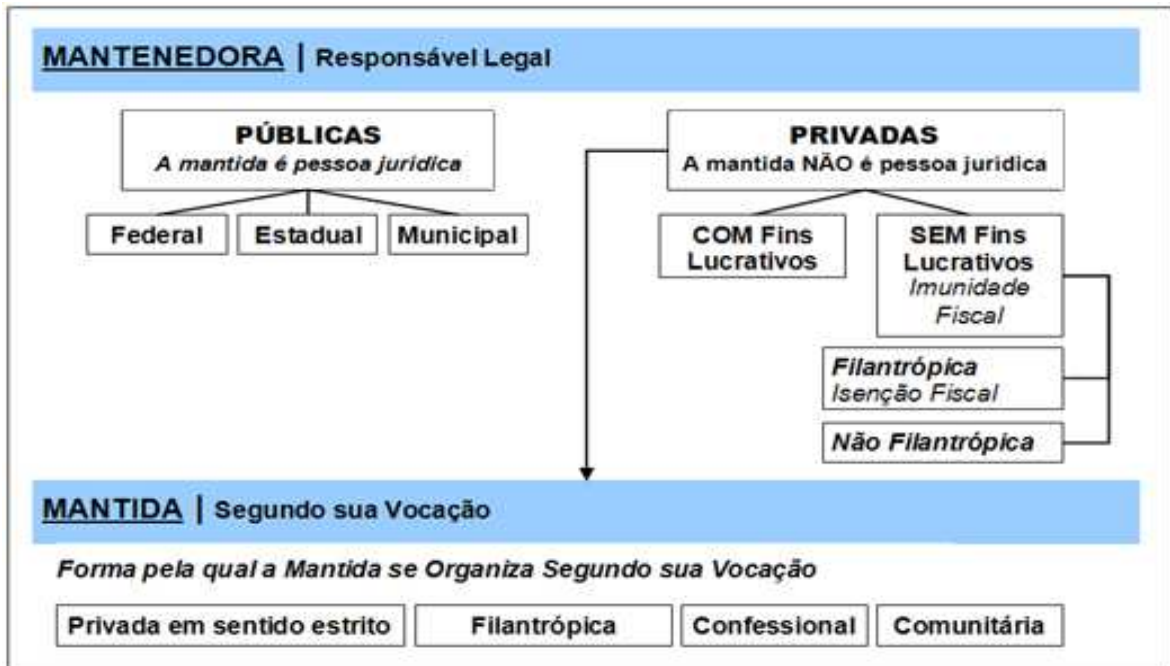 MANTENEDORA | Responsável Legal
PÚBLICAS
A mantida é pessoa juridica
Federal
Estadual
Municipal
PRIVADAS
A mantida NÃO é pessoa juridica
COM Fins
Lucrativos
SEM Fins
Lucrativos
Imunidade
Fiscal
Filantrópica
Isenção Fiscal
Não Filantrópica
MANTIDA | Segundo sua Vocação
Forma pela qual a Mantida se Organiza Segundo sua Vocação
Privada em sentido estrito
Filantrópica
Confessional
Comunitária